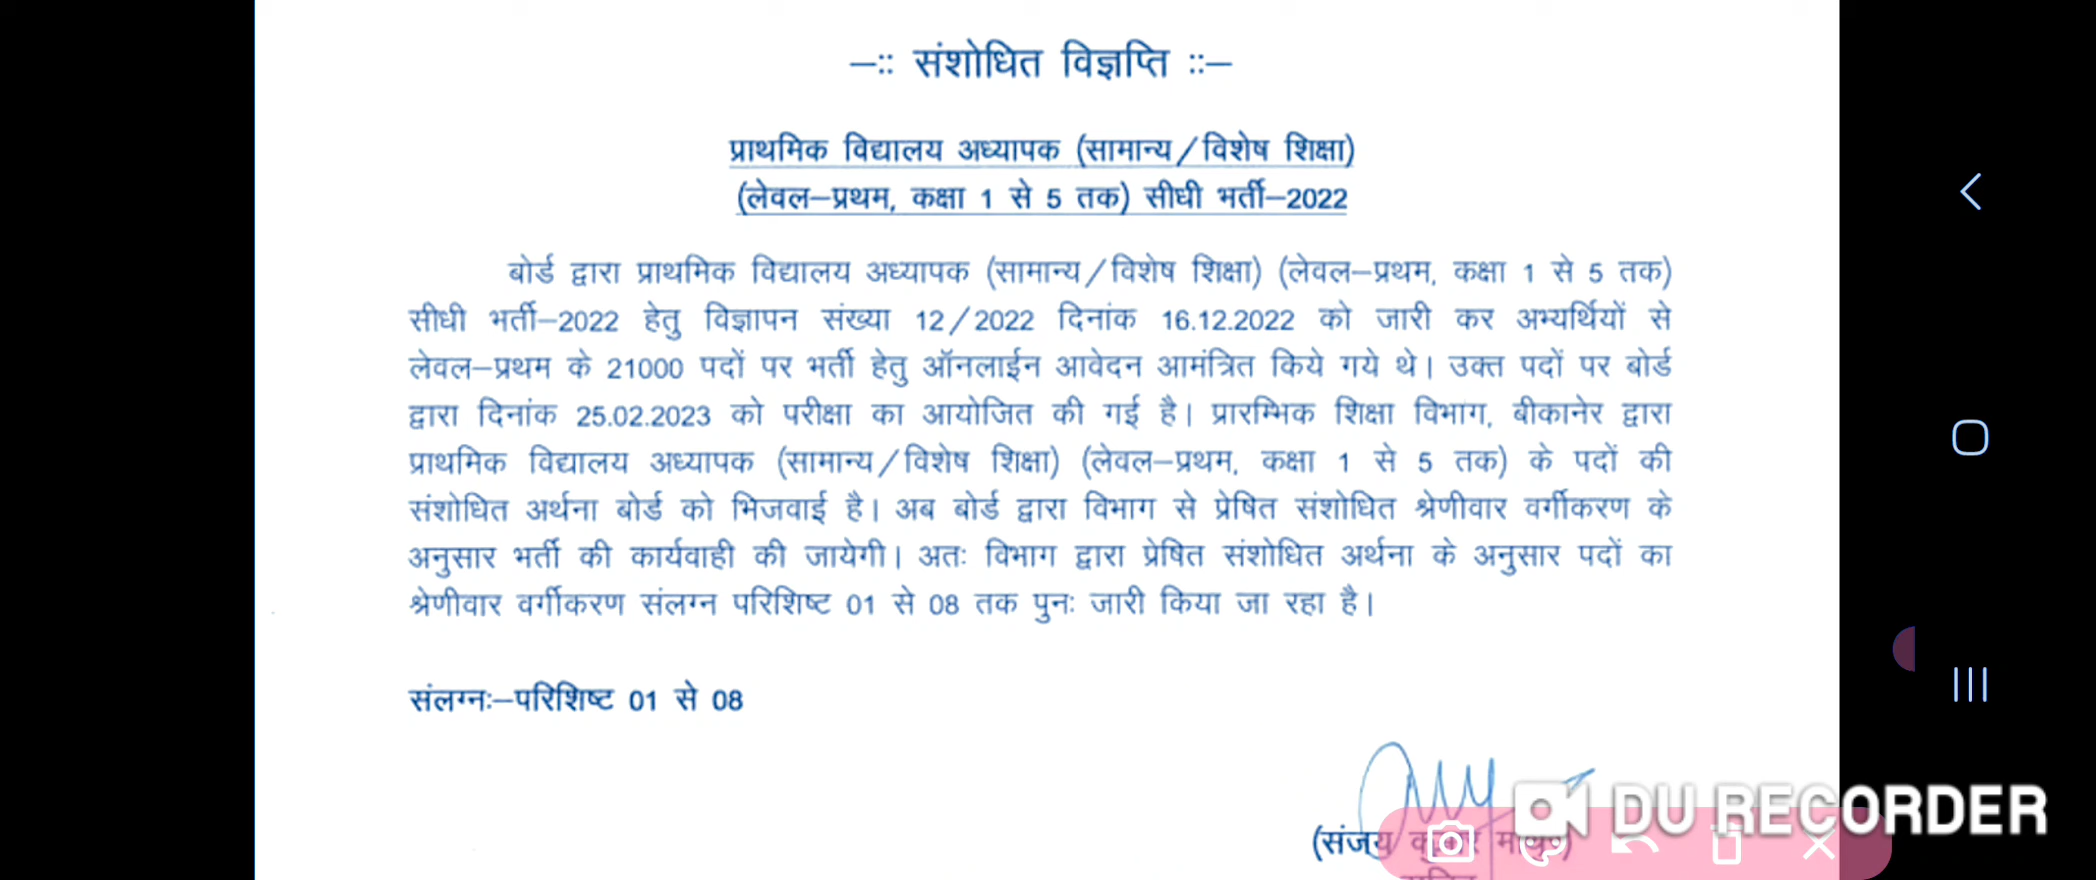 —:: संशोधित विज्ञप्ति ::—
प्राथमिक विद्यालय अध्यापक (सामान्य/विशेष शिक्षा)
(लेवल–प्रथम, कक्षा 1 से 5 तक) सीधी भर्ती–2022
बोर्ड द्वारा प्राथमिक विद्यालय अध्यापक (सामान्य/विशेष शिक्षा) (लेवल–प्रथम, कक्षा 1 से 5 तक)
सीधी भर्ती–2022 हेतु विज्ञापन संख्या 12/2022 दिनांक 16.12.2022 को जारी कर अभ्यर्थियों से
लेवल–प्रथम के 21000 पदों पर भर्ती हेतु ऑनलाईन आवेदन आमंत्रित किये गये थे। उक्त पदों पर बोर्ड
द्वारा दिनांक 25.02.2023 को परीक्षा का आयोजित की गई है। प्रारम्भिक शिक्षा विभाग, बीकानेर द्वारा
प्राथमिक विद्यालय अध्यापक (सामान्य/विशेष शिक्षा) (लेवल–प्रथम, कक्षा 1 से 5 तक) के पदों की
संशोधित अर्थना बोर्ड को भिजवाई है। अब बोर्ड द्वारा विभाग से प्रेषित संशोधित श्रेणीवार वर्गीकरण के
अनुसार भर्ती की कार्यवाही की जायेगी। अतः विभाग द्वारा प्रेषित संशोधित अर्थना के अनुसार पदों का
श्रेणीवार वर्गीकरण संलग्न परिशिष्ट 01 से 08 तक पुनः जारी किया जा रहा है।
संलग्नः–परिशिष्ट 01 से 08
DU RECORDER
(संजय कुमार माथुर)